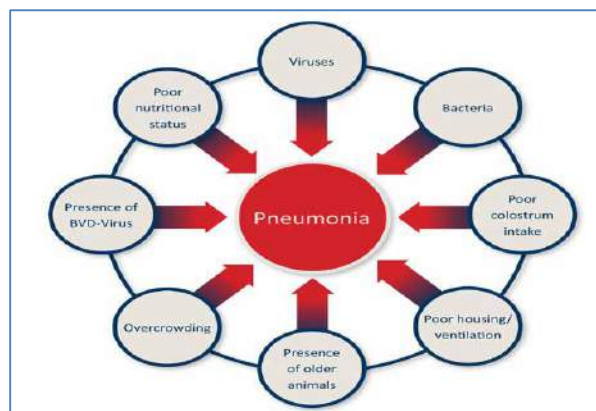 Viruses
Bacteria
Poor
colostrum
intake
Poor housing/
ventilation
Presence
of older
animals
Overcrowding
Presence of
BVD-Virus
Poor
nutritional
status
Pneumonia